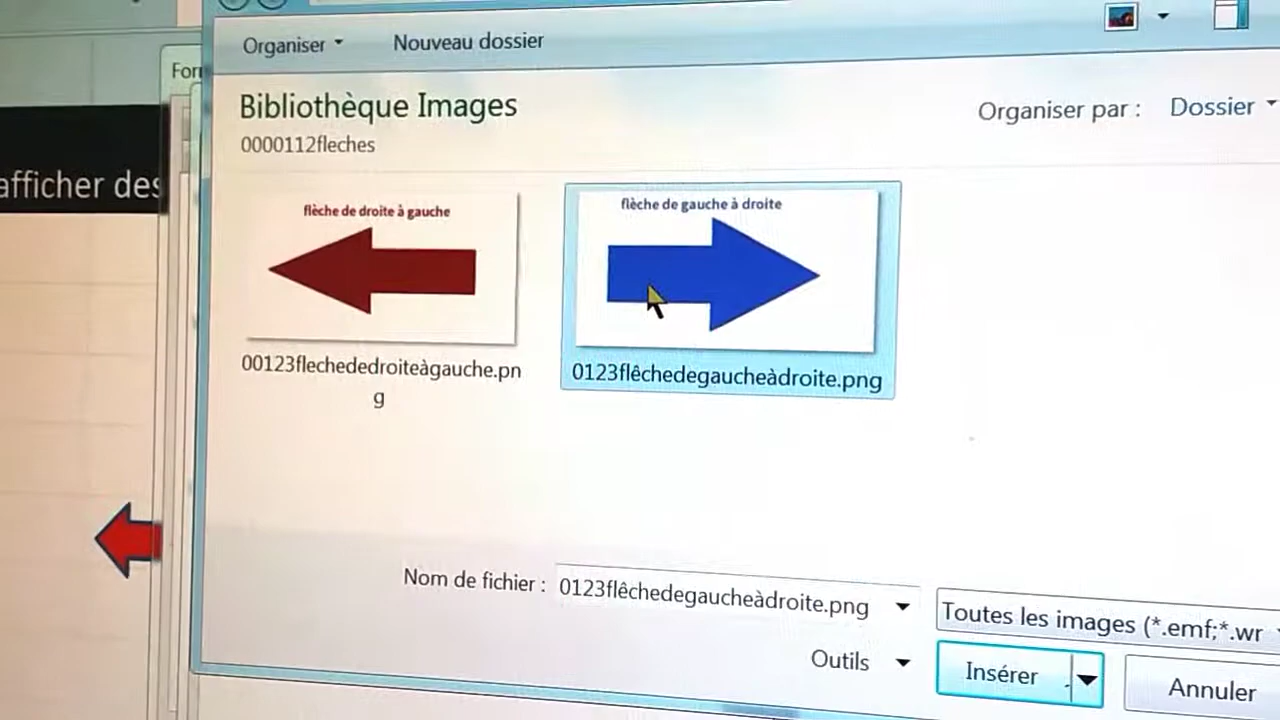 Organiser
Nouveau dossier
Bibliothèque Images
0000112fleches
Organiser par :
Dossier
afficher des
flèche de droite à gauche
flèche de gauche à droite
00123flechededroiteàgauche.pn
g
0123flêchedegaucheàdroite.png
Nom de fichier :
0123flêchedegaucheàdroite.png
Toutes les images (*.emf;*.wr
Outils
Insérer
Annuler